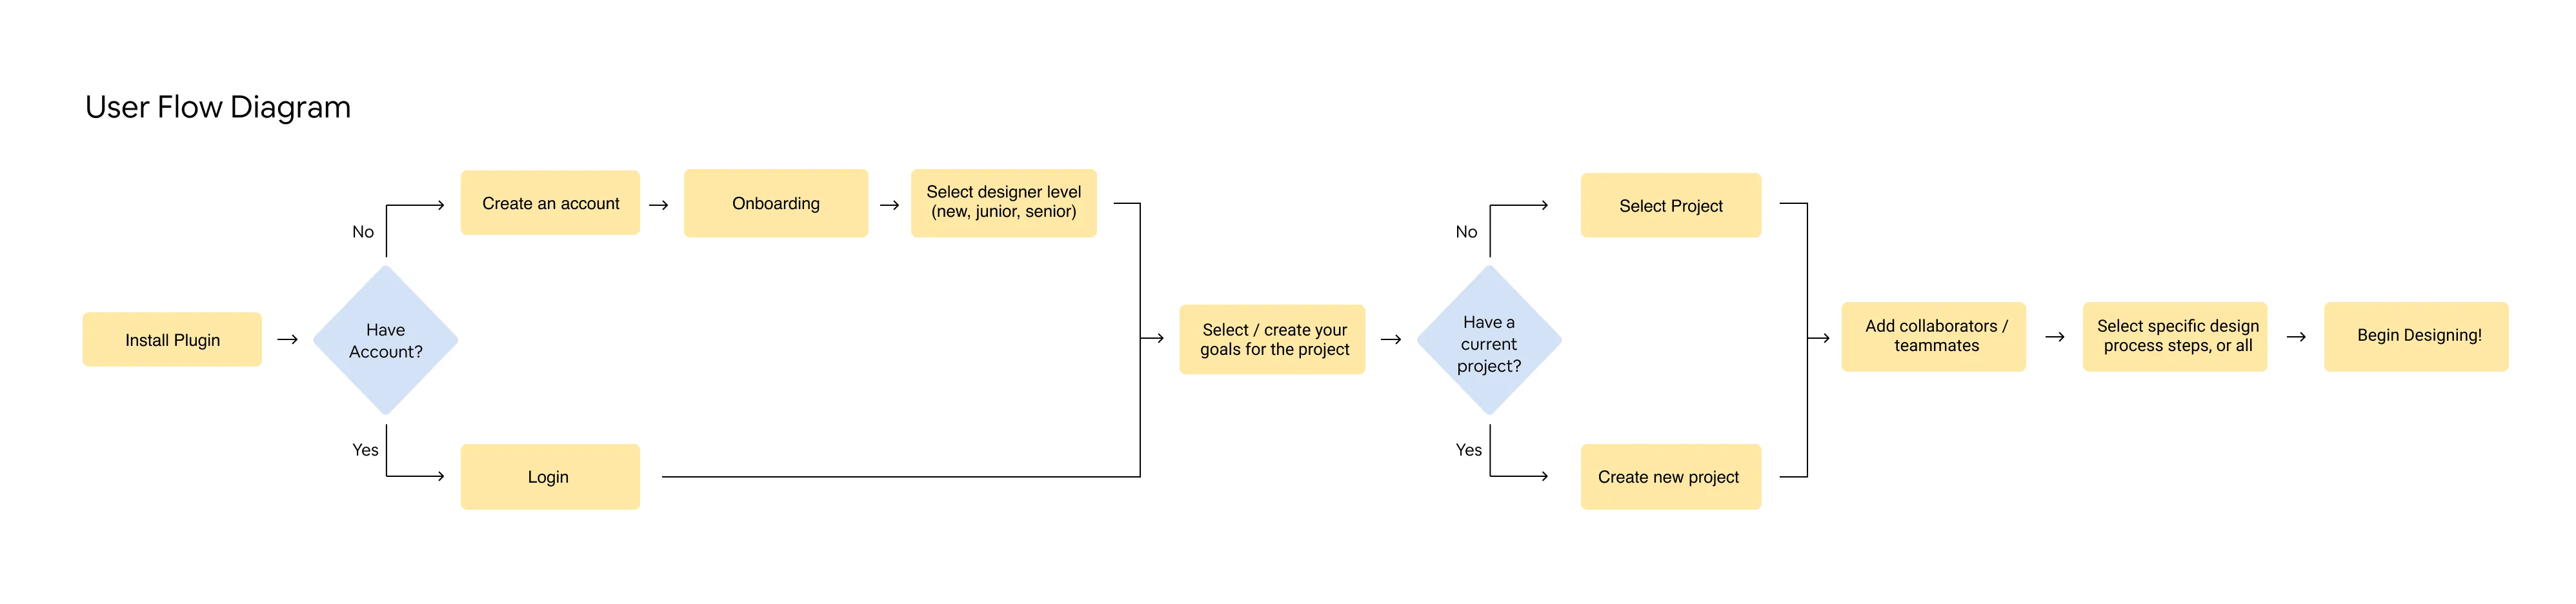 User Flow Diagram
Install Plugin
Have
Account?
No
Create an account
Onboarding
Select designer level
(new, junior, senior)
Yes
Login
Select / create your
goals for the project
Have a
current
project?
No
Select Project
Yes
Create new project
Add collaborators /
teammates
Select specific design
process steps, or all
Begin Designing!